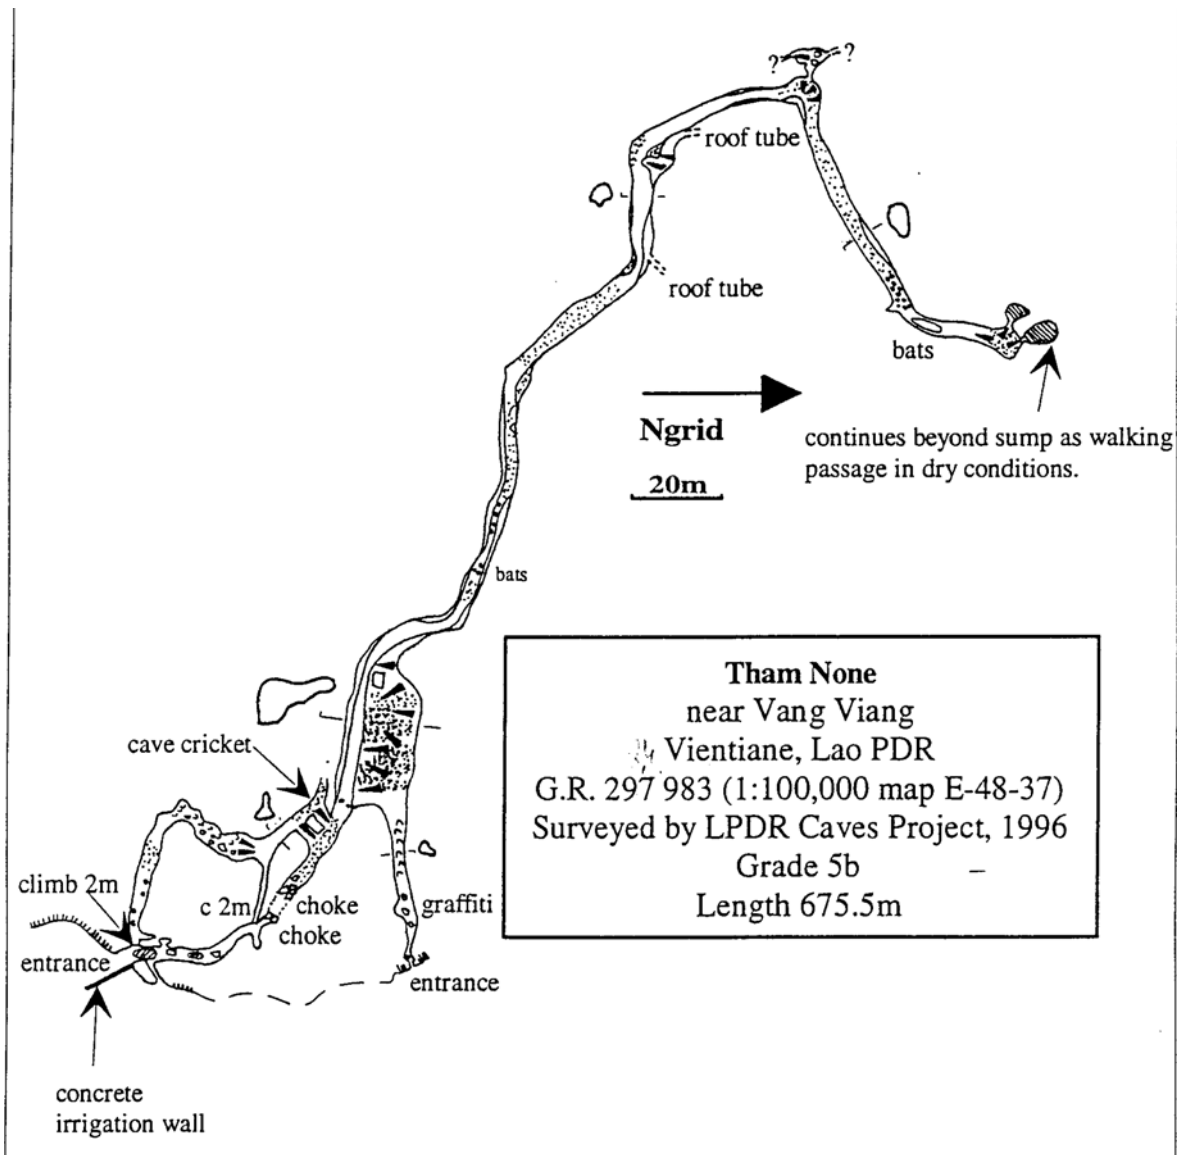 ? ?
roof tube
roof tube
bats
Ngrid
20m
continues beyond sump as walking
passage in dry conditions.
bats
Tham None
near Vang Viang
Vientiane, Lao PDR
G.R. 297 983 (1:100,000 map E-48-37)
Surveyed by LPDR Caves Project, 1996
Grade 5b
Length 675.5m
cave cricket
climb 2m
c 2m
choke
choke
graffiti
entrance
entrance
concrete
irrigation wall